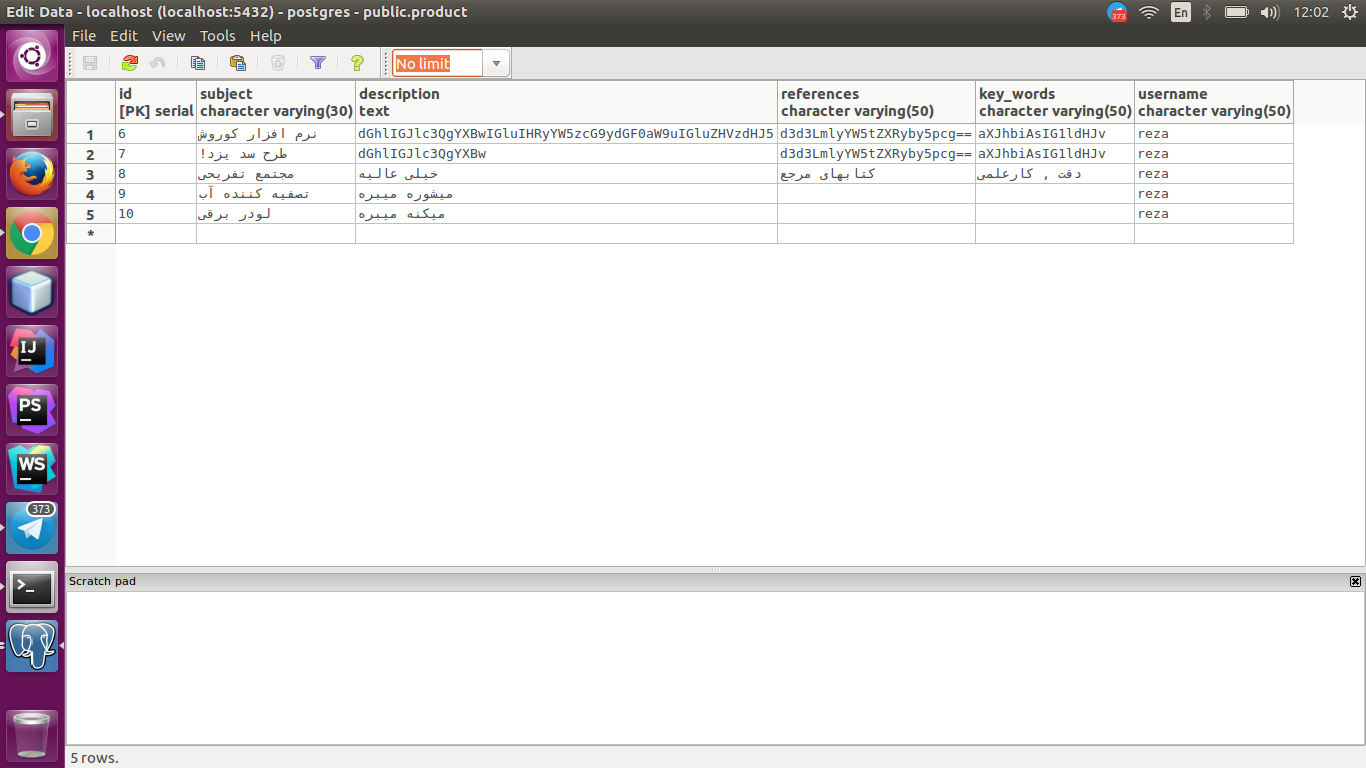 Edit Data - localhost (localhost:5432) - postgres - public.product
373
En
12:02
File Edit View Tools Help
No limit
id subject description references key_words username
[PK] serial character varying(30) text character varying(50) character varying(50) character varying(50)
1 6 نرم افزار کوروش dGhlIGJlc3QgYXBwIGluIHRyYW5zcG9ydGF0aW9uIGluZHVzdHJ5 d3d3LmlyYW5tZXRyby5pcg== aXJhbiAsIG1ldHJv reza
2 7 طرح سد یزد! dGhlIGJlc3QgYXBw d3d3LmlyYW5tZXRyby5pcg== aXJhbiAsIG1ldHJv reza
3 8 مجتمع تفریحی خیلی عالیه کتابهای مرجع دقت , کارعلمی reza
4 9 تصفیه کننده آب میشوره میبره reza
5 10 لودر برقی میکنه میبره reza
*
IJ
PS
WS
373
>_
Scratch pad
5 rows.